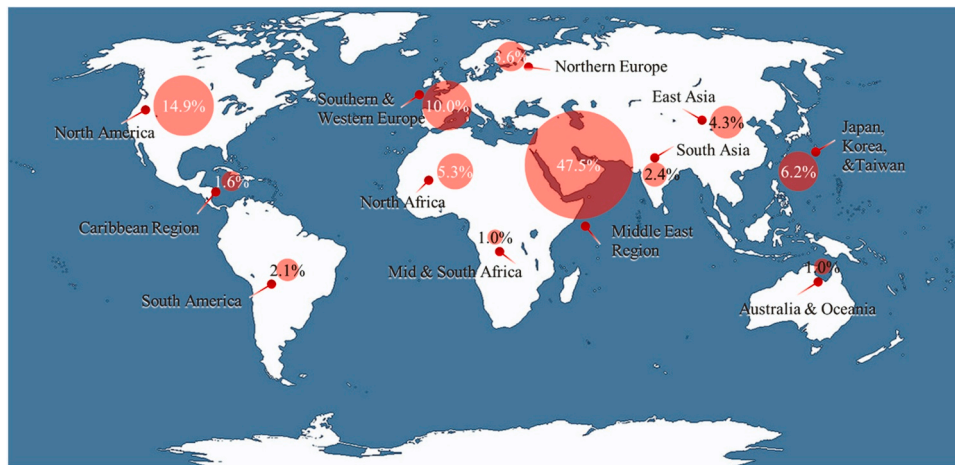 3.6%
Northern Europe
14.9%
Southern &
Western Europe
10.0%
East Asia
4.3%
North America
Japan,
Korea,
&Taiwan
South Asia
47.5%
5.3%
2.4%
6.2%
1.6%
North Africa
Caribbean Region
Middle East
Region
1.0%
Mid & South Africa
2.1%
South America
1.0%
Australia & Oceania